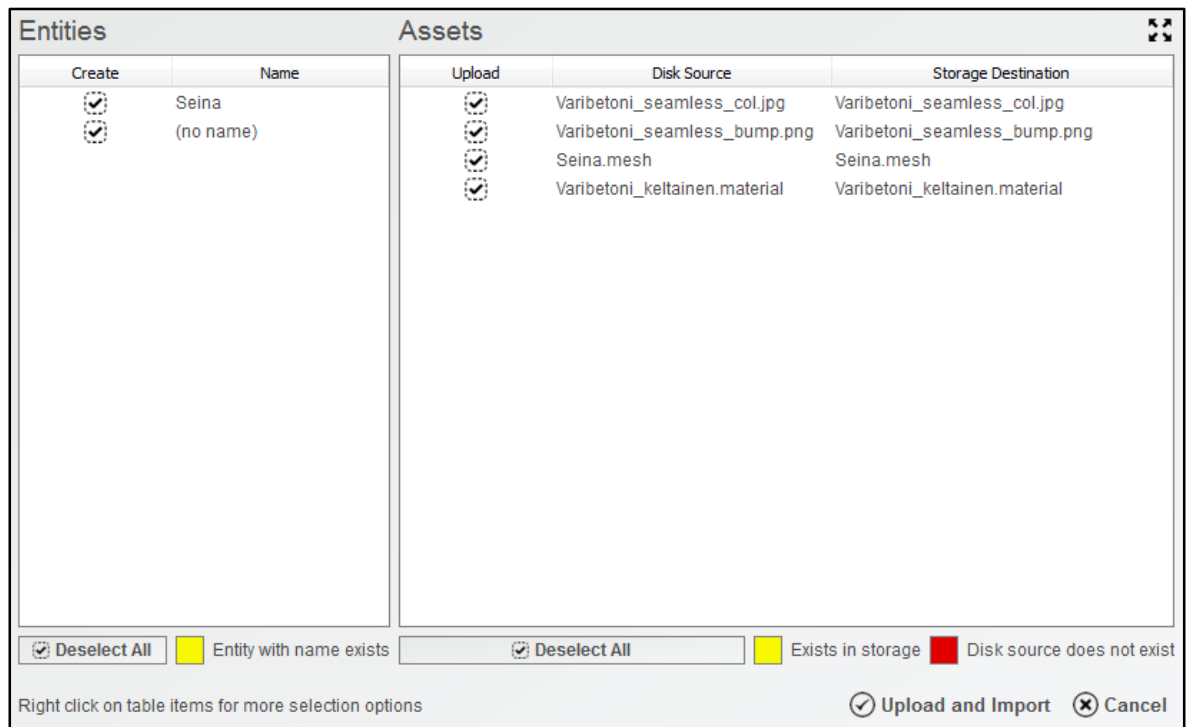 Entities
Assets
Create Name
Upload Disk Source Storage Destination
Seina
(no name)
Varibetoni_seamless_col.jpg Varibetoni_seamless_col.jpg
Varibetoni_seamless_bump.png Varibetoni_seamless_bump.png
Seina.mesh Seina.mesh
Varibetoni_keltainen.material Varibetoni_keltainen.material
Deselect All Entity with name exists
Deselect All Exists in storage Disk source does not exist
Right click on table items for more selection options
Upload and Import Cancel